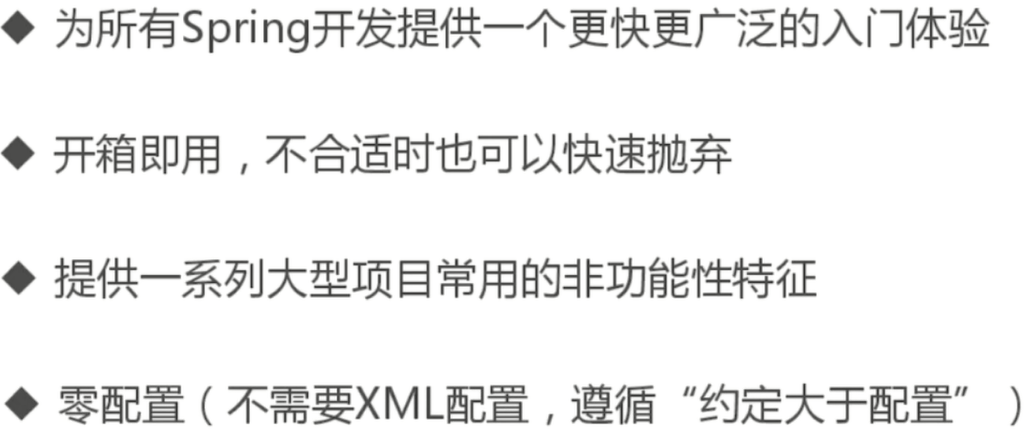 ◆ 为所有Spring开发提供一个更快更广泛的入门体验
◆ 开箱即用，不合适时也可以快速抛弃
◆ 提供一系列大型项目常用的非功能性特征
◆ 零配置（不需要XML配置，遵循“约定大于配置”）